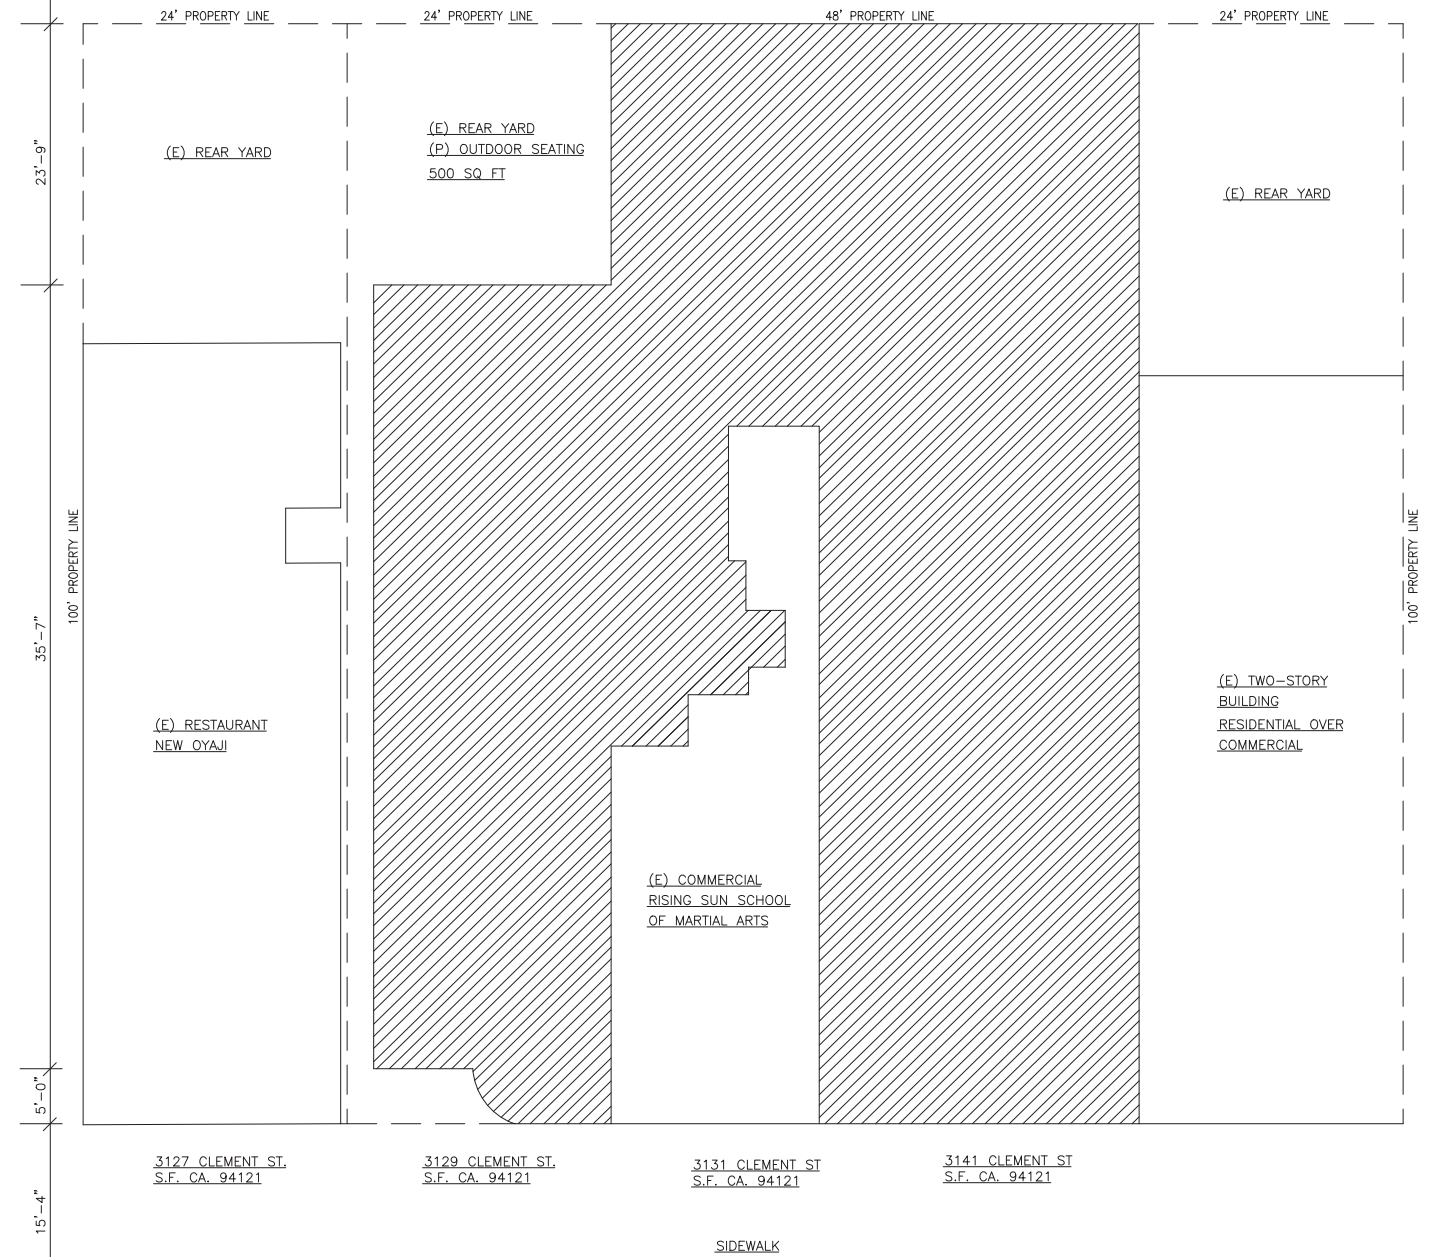 24' PROPERTY LINE
24' PROPERTY LINE
48' PROPERTY LINE
24' PROPERTY LINE
23'-9"
(E) REAR YARD
(E) REAR YARD
(P) OUTDOOR SEATING
500 SQ FT
(E) REAR YARD
100' PROPERTY LINE
100' PROPERTY LINE
35'-7"
(E) RESTAURANT
NEW OYAJI
(E) TWO-STORY
BUILDING
RESIDENTIAL OVER
COMMERCIAL
(E) COMMERCIAL
RISING SUN SCHOOL
OF MARTIAL ARTS
5'-0"
3127 CLEMENT ST.
S.F. CA. 94121
3129 CLEMENT ST.
S.F. CA. 94121
3131 CLEMENT ST
S.F. CA. 94121
3141 CLEMENT ST
S.F. CA. 94121
15'-4"
SIDEWALK